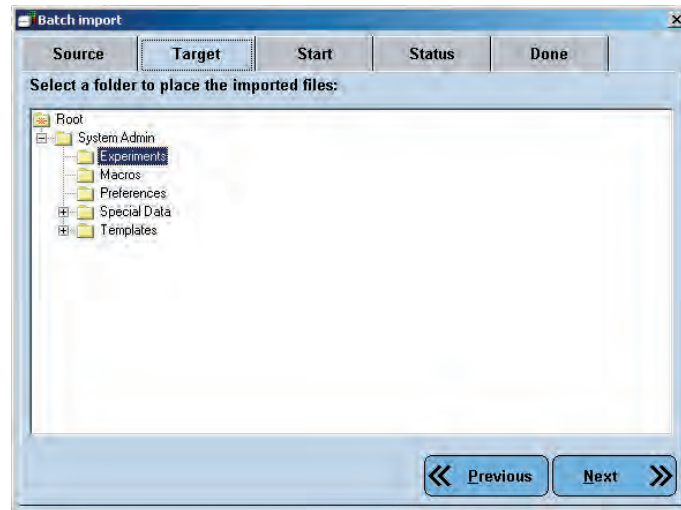 Batch import
Source Target Start Status Done
Select a folder to place the imported files:
Root
System Admin
Experiments
Macros
Preferences
Special Data
Templates
Previous Next